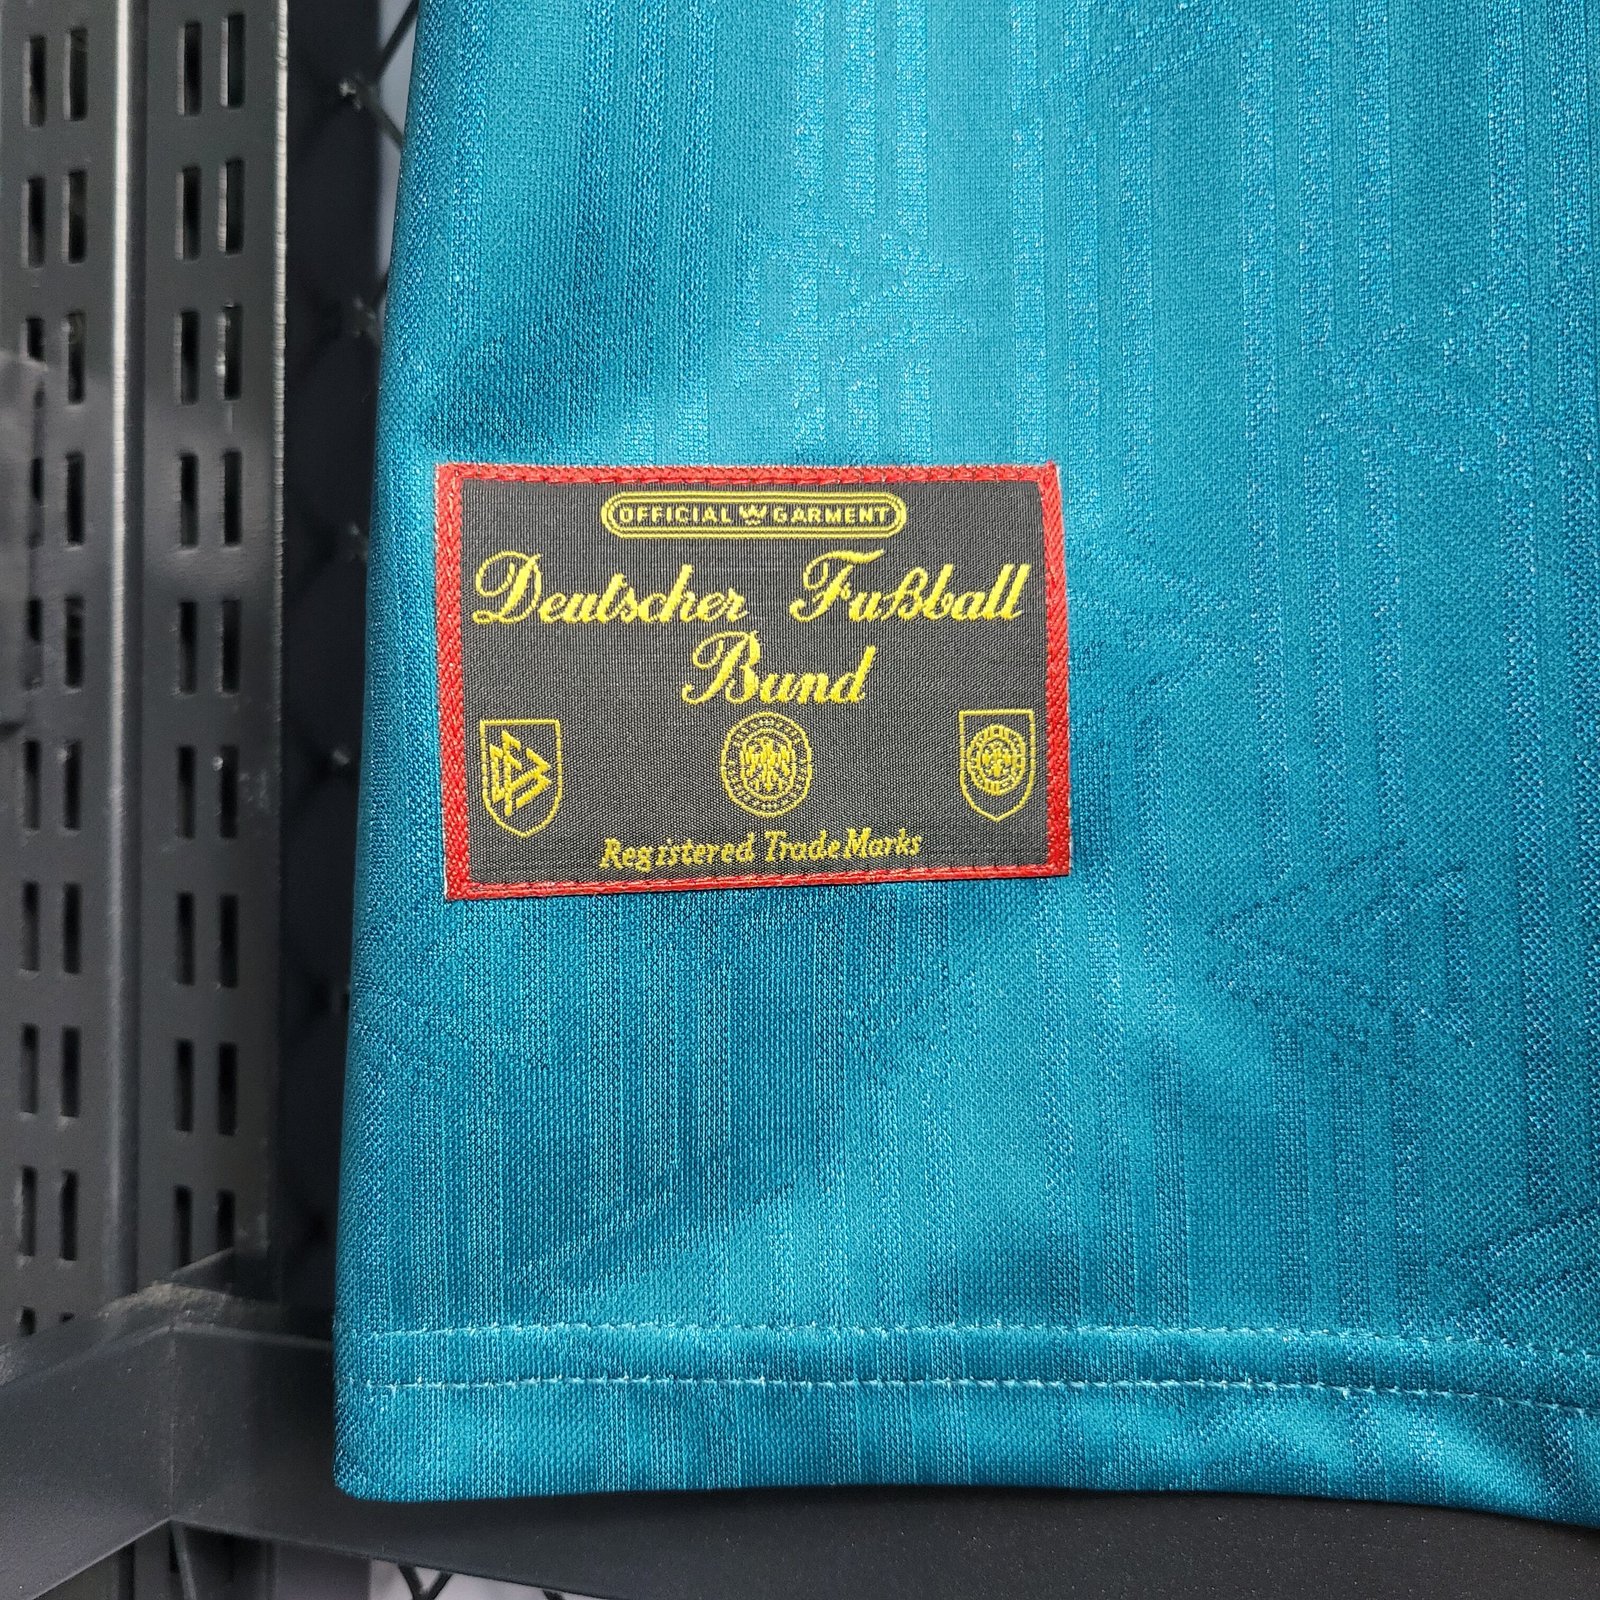 OFFICIAL GARMENT
Deutscher Fußball
Bund
Registered Trade Marks